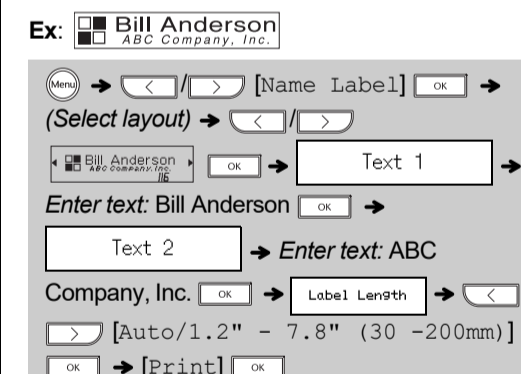 Ex: Bill Anderson
ABC Company, Inc.
Menu → < / > [Name Label] OK →
(Select layout) → < / >
Bill Anderson
ABC Company, Inc.
1/6
OK → Text 1 →
Enter text: Bill Anderson OK →
Text 2 → Enter text: ABC
Company, Inc. OK → Label Length → <
> [Auto/1.2" - 7.8" (30 -200mm)]
OK → [Print] OK